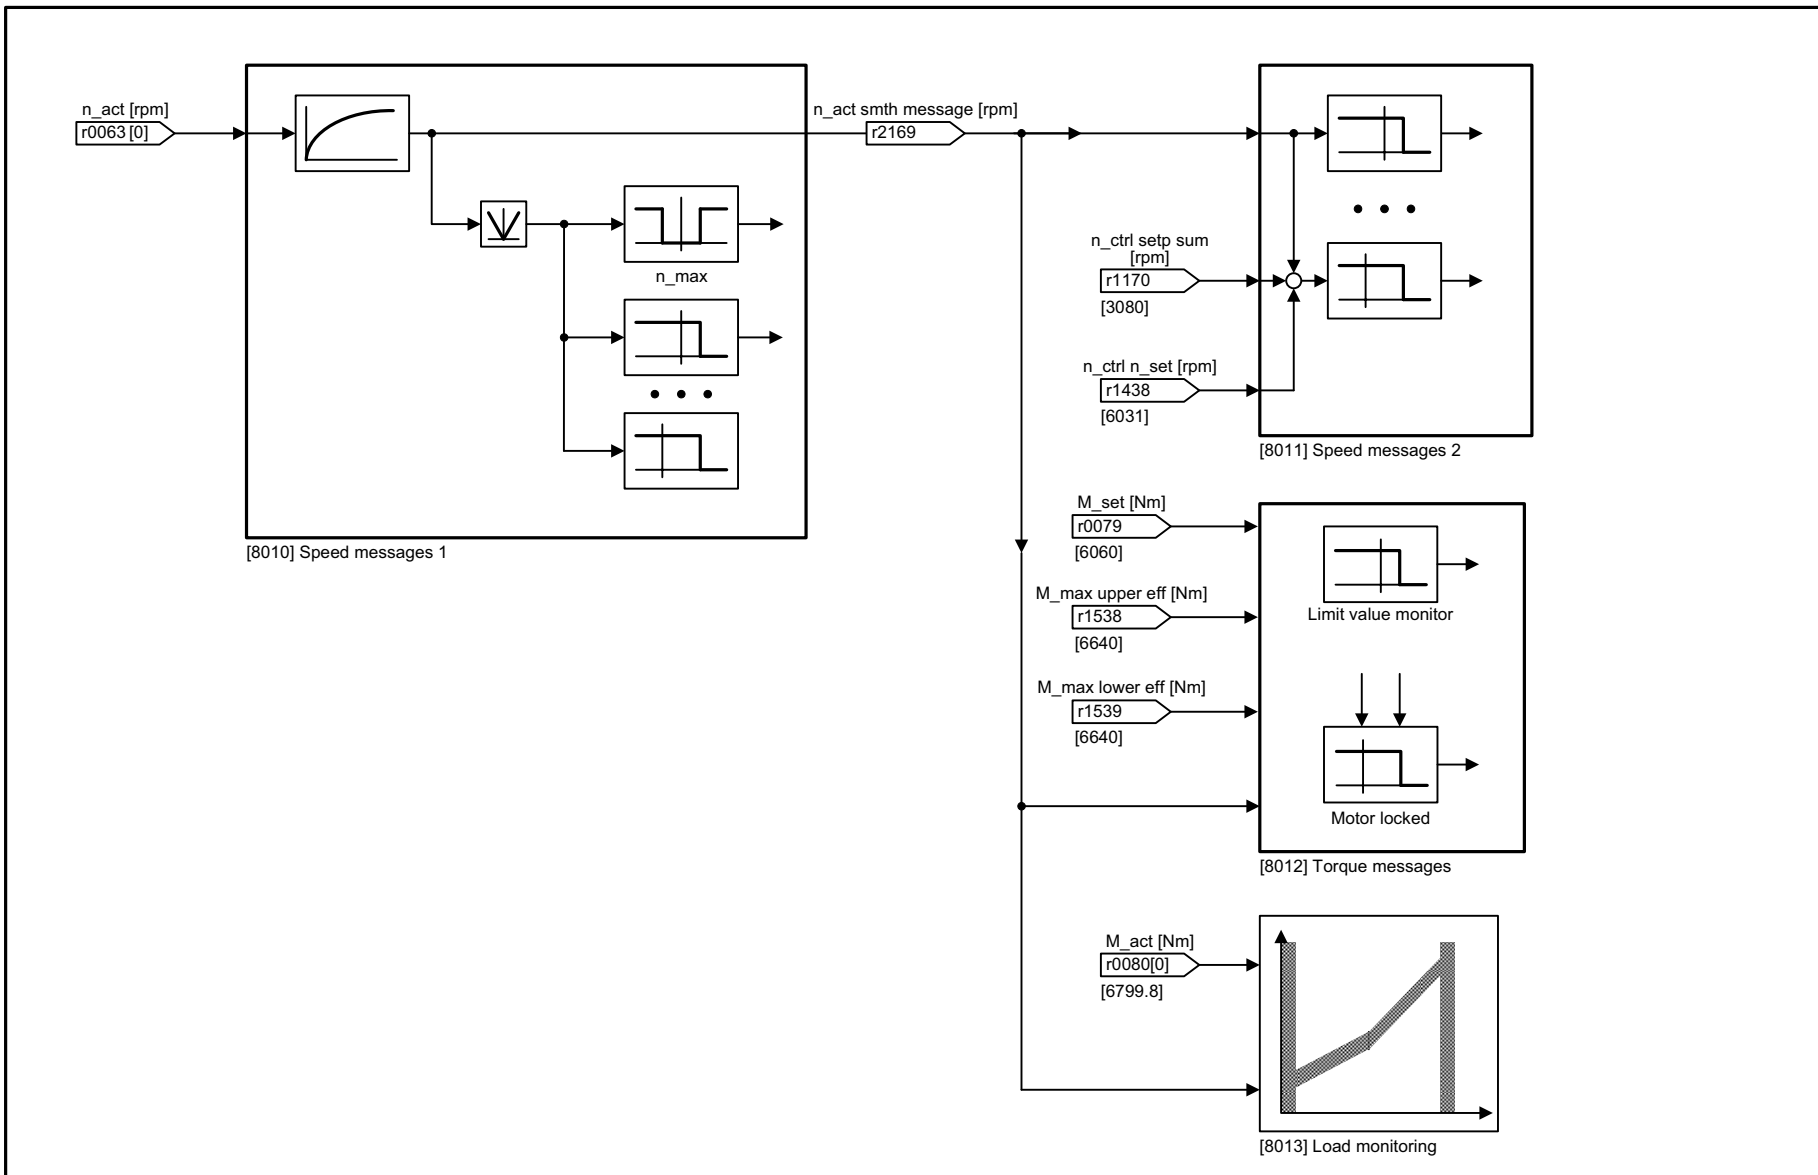 n_act [rpm]
r0063 [0]
n_max
[8010] Speed messages 1
n_act smth message [rpm]
r2169
n_ctrl setp sum
[rpm]
r1170
[3080]
n_ctrl n_set [rpm]
r1438
[6031]
[8011] Speed messages 2
M_set [Nm]
r0079
[6060]
M_max upper eff [Nm]
r1538
[6640]
M_max lower eff [Nm]
r1539
[6640]
Limit value monitor
Motor locked
[8012] Torque messages
M_act [Nm]
r0080[0]
[6799.8]
[8013] Load monitoring